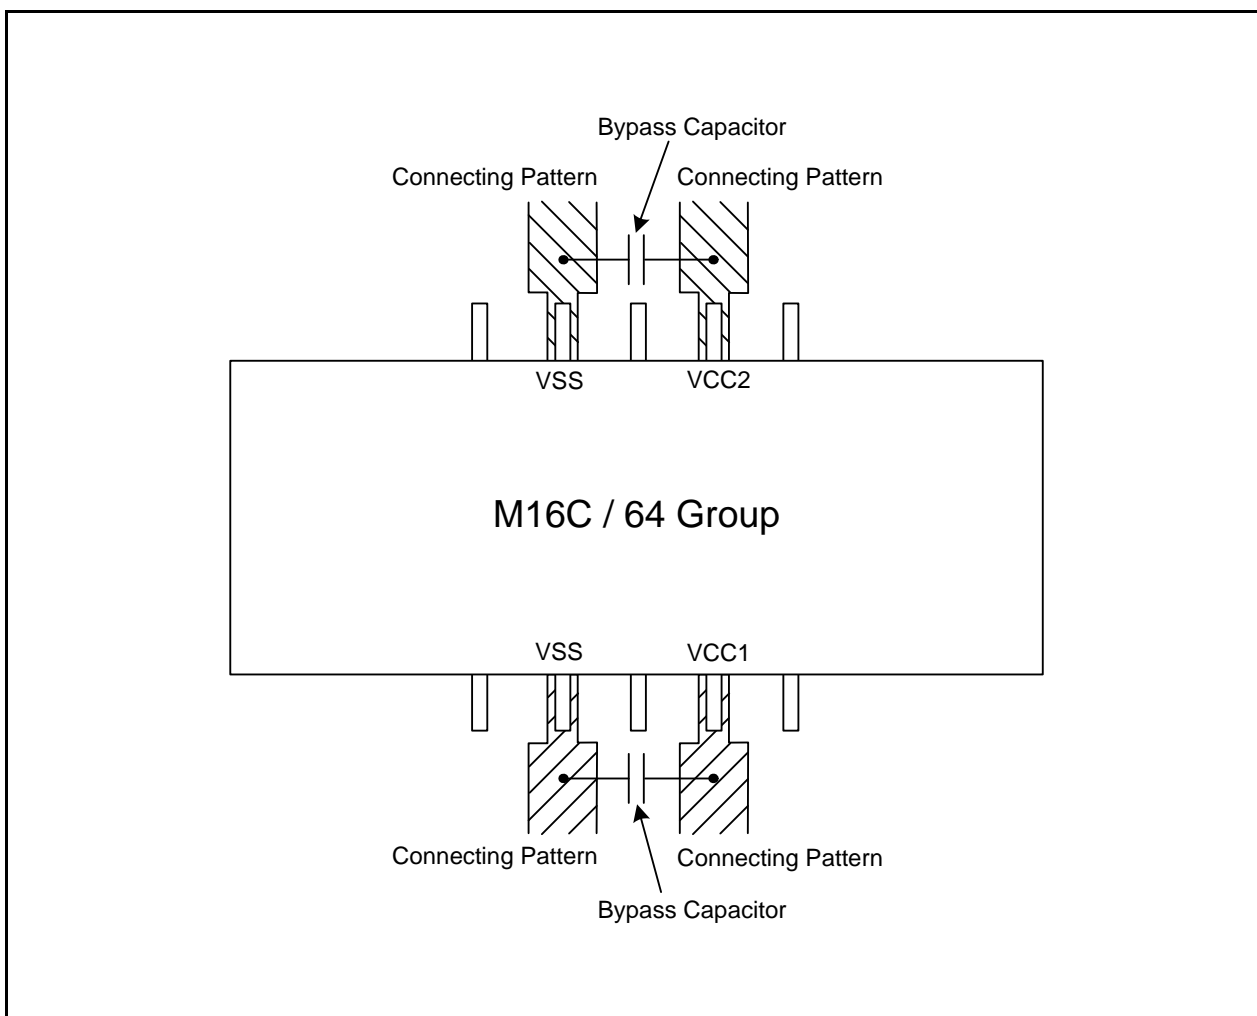 Bypass Capacitor
Connecting Pattern
Connecting Pattern
VSS
VCC2
M16C / 64 Group
VSS
VCC1
Connecting Pattern
Connecting Pattern
Bypass Capacitor